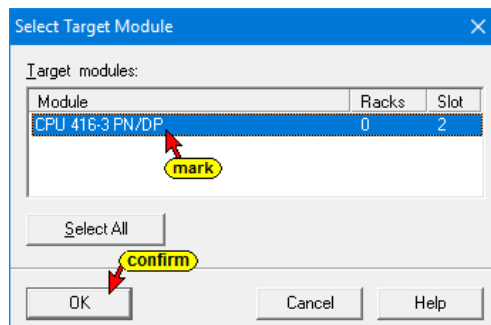 Select Target Module
Target modules:
Module Racks Slot
CPU 416-3 PN/DP 0 2
mark
Select All
confirm
OK Cancel Help